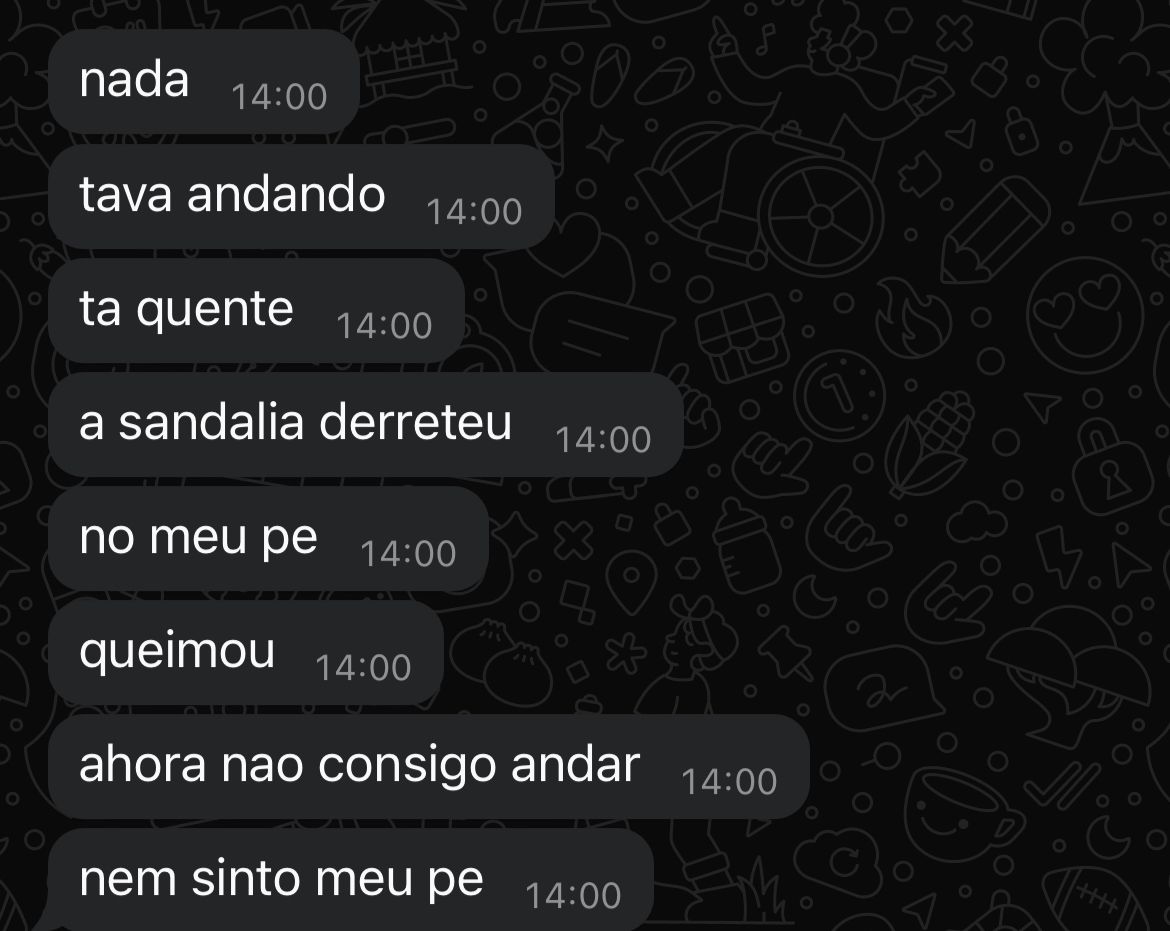 nada 14:00
tava andando 14:00
ta quente 14:00
a sandalia derreteu 14:00
no meu pe 14:00
queimou 14:00
ahora nao consigo andar 14:00
nem sinto meu pe 14:00